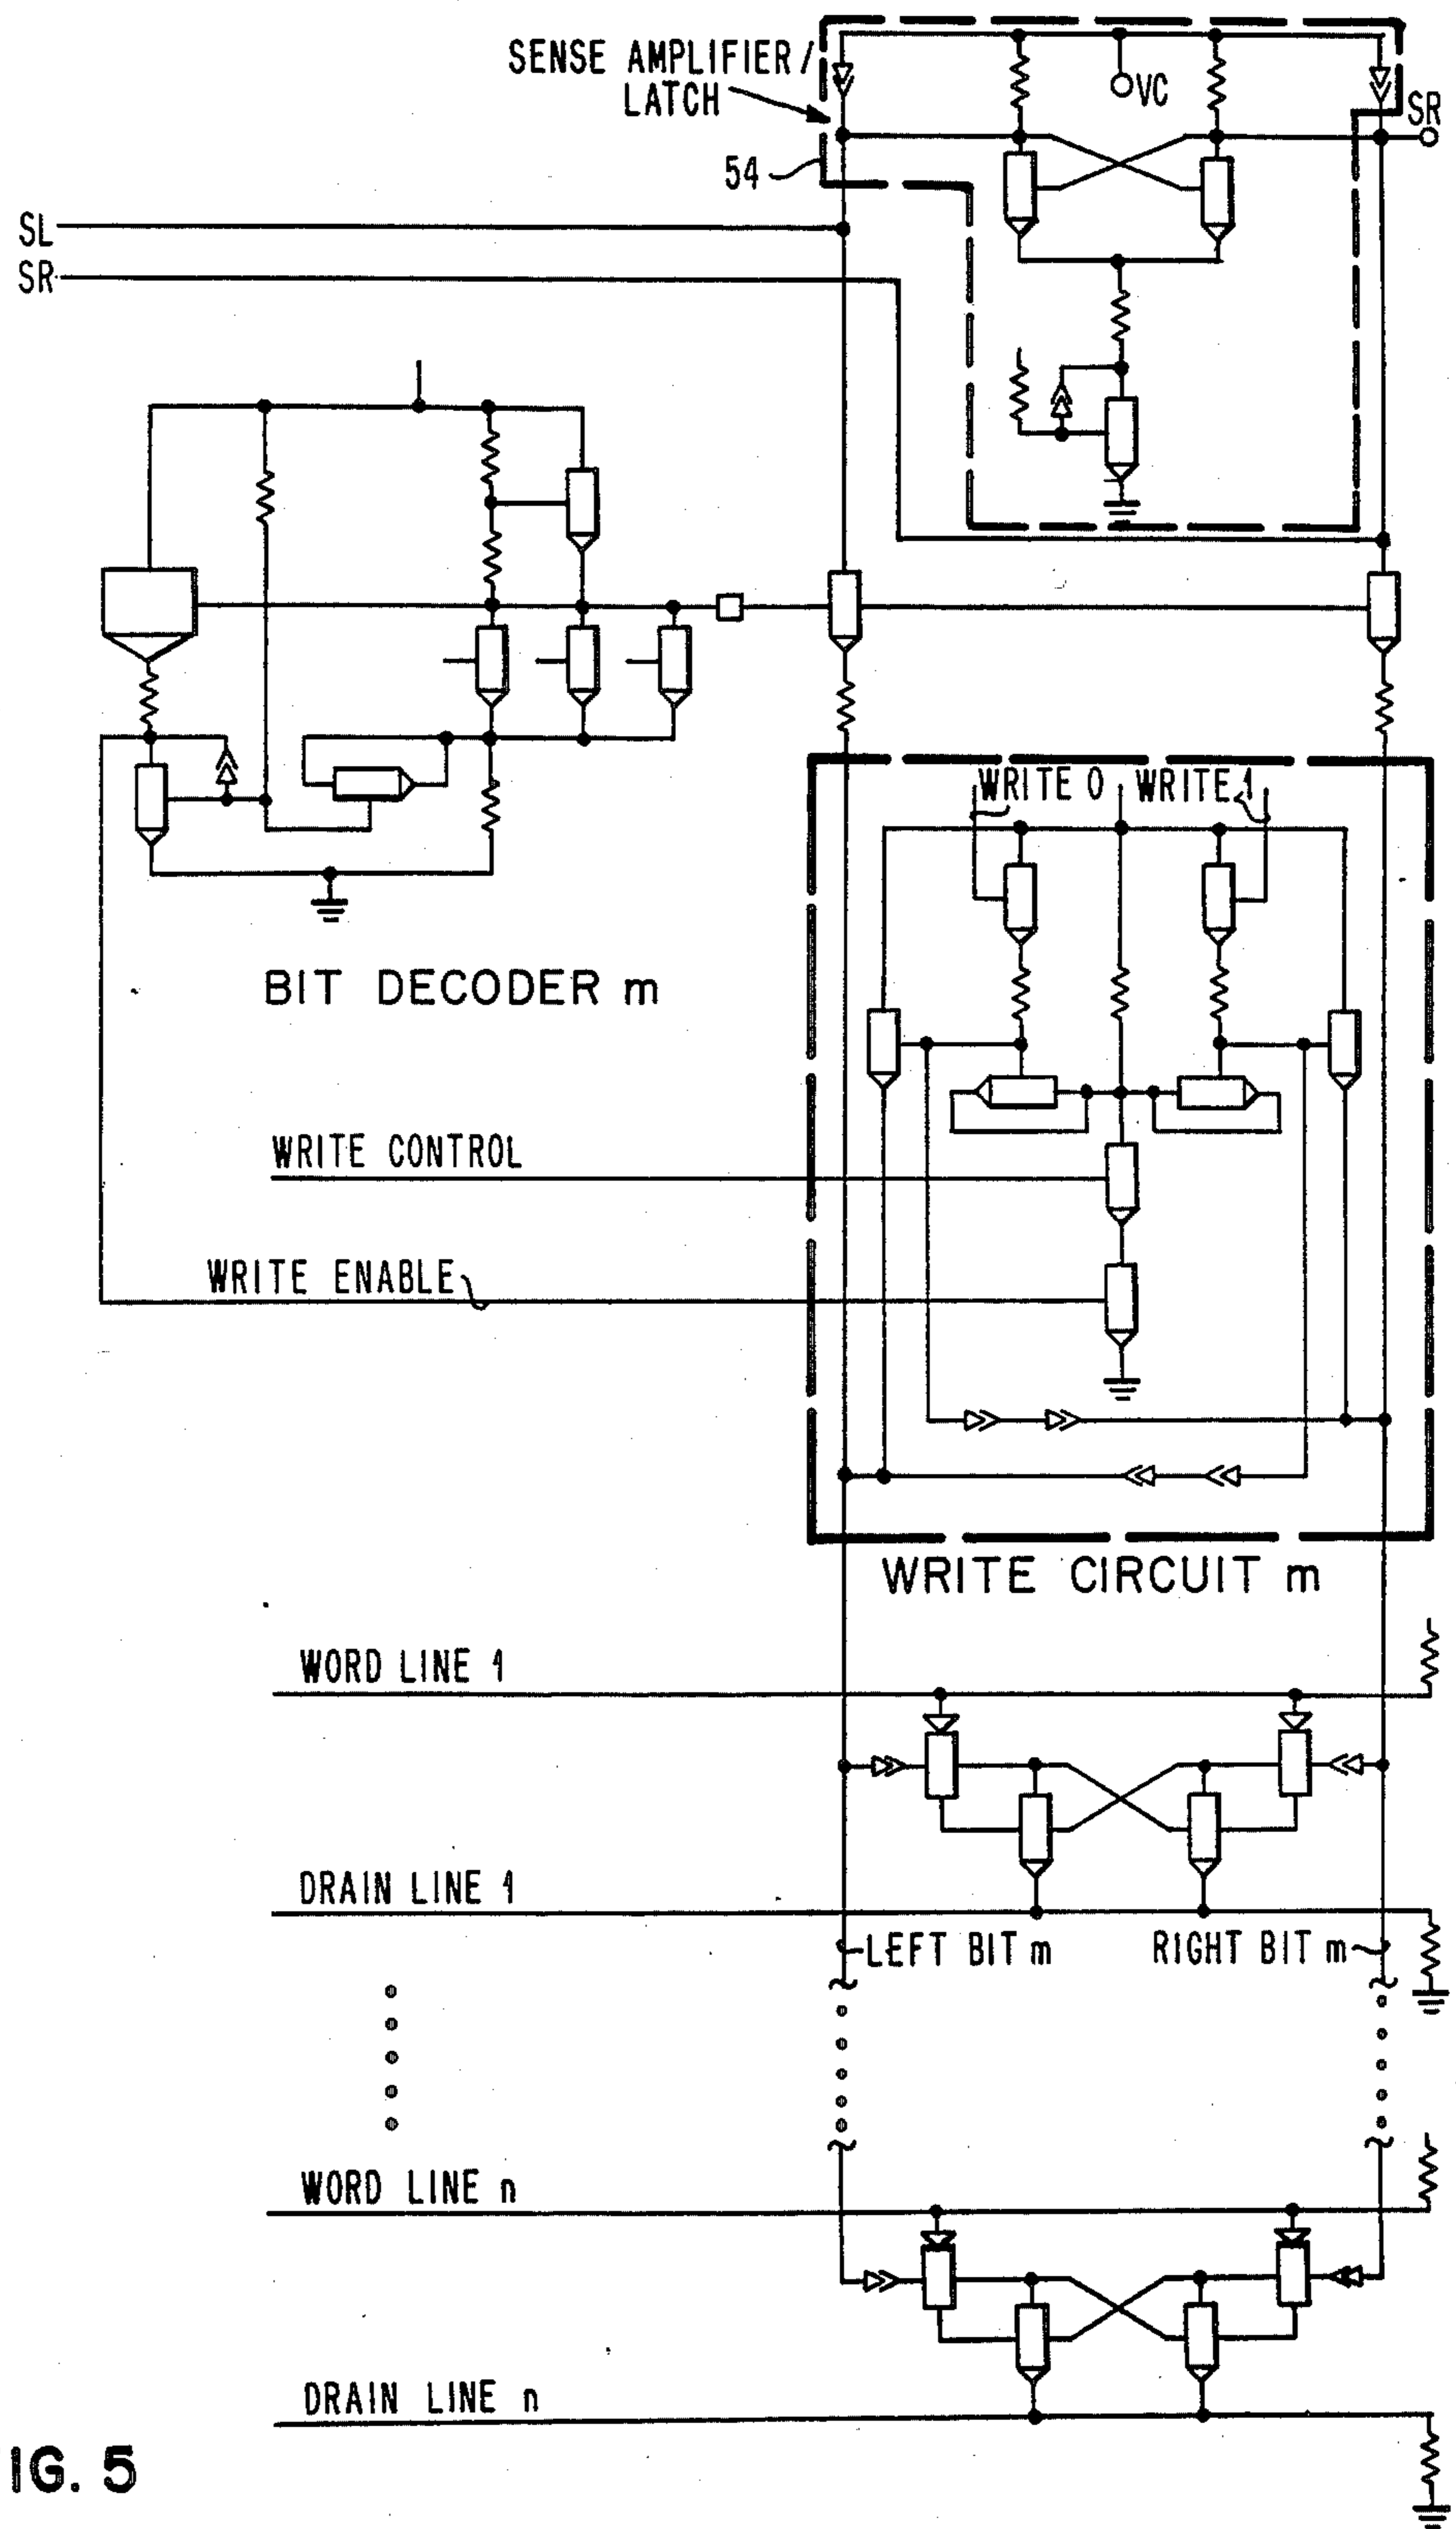 SENSE AMPLIFIER/
LATCH
VC
SR
54
SL
SR
WRITE 0
WRITE 1
BIT DECODER m
WRITE CONTROL
WRITE ENABLE
WRITE CIRCUIT m
WORD LINE 1
DRAIN LINE 1
LEFT BIT m
RIGHT BIT m
WORD LINE n
DRAIN LINE n
IG. 5